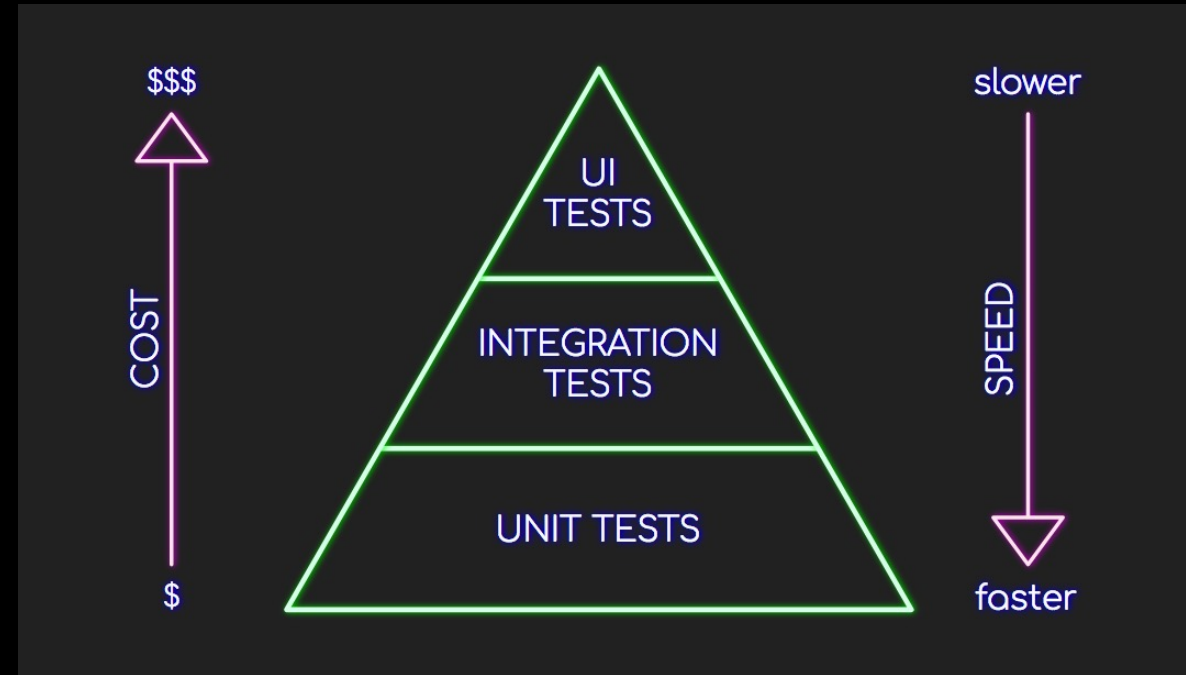 $$$
slower
UI
TESTS
COST
INTEGRATION
TESTS
SPEED
UNIT TESTS
$
faster